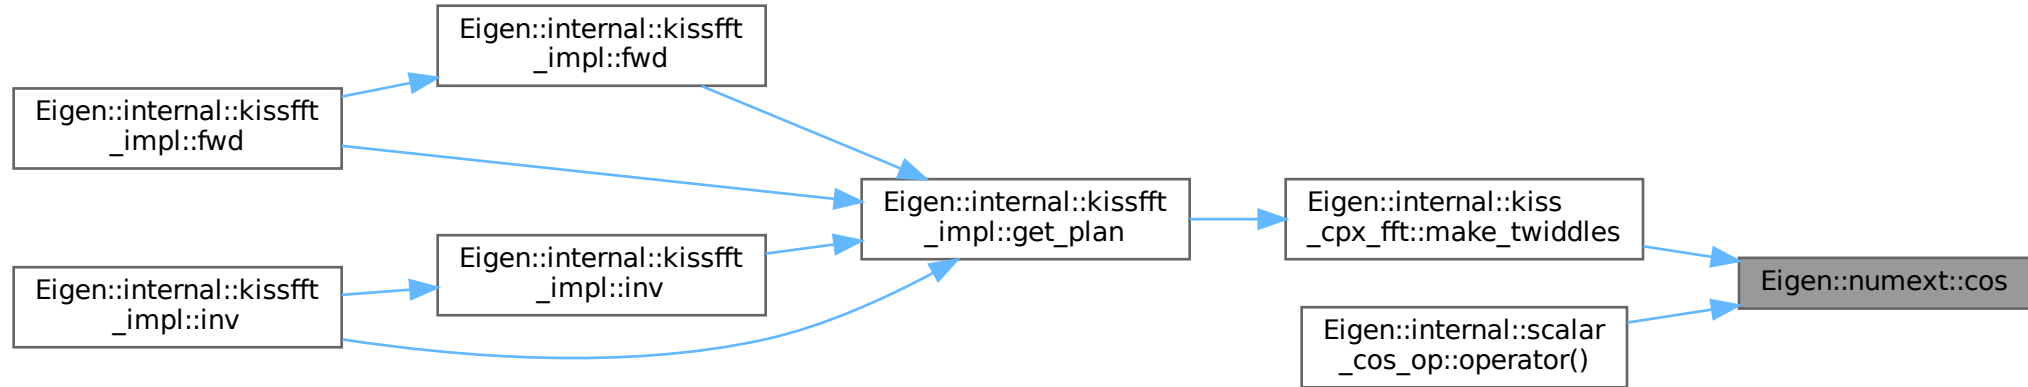 Eigen::internal::kissfft
_impl::fwd
Eigen::internal::kissfft
_impl::fwd
Eigen::internal::kissfft
_impl::get_plan
Eigen::internal::kiss
_cpx_fft::make_twiddles
Eigen::internal::kissfft
_impl::inv
Eigen::internal::kissfft
_impl::inv
Eigen::numext::cos
Eigen::internal::scalar
_cos_op::operator()